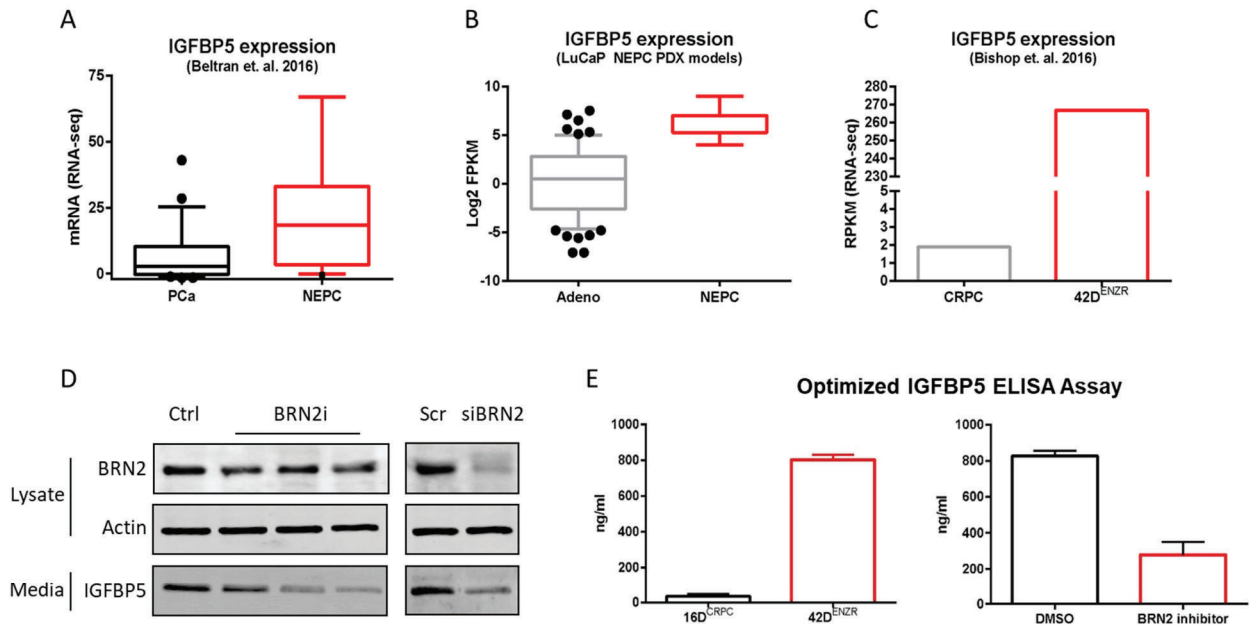 A
IGFBP5 expression
(Beltran et. al. 2016)
mRNA (RNA-seq)
75
50
25
0
PCa
NEPC
B
IGFBP5 expression
(LuCaP NEPC PDX models)
Log2 FPKM
10
5
0
-5
-10
Adeno
NEPC
C
IGFBP5 expression
(Bishop et. al. 2016)
RPKM (RNA-seq)
280
270
260
250
240
230
5
4
3
2
1
0
CRPC
42D^ENZR
D
Ctrl BRN2i Scr siBRN2
Lysate
BRN2
Actin
Media
IGFBP5
E
Optimized IGFBP5 ELISA Assay
ng/ml
1000
800
600
400
200
0
16D^CRPC
42D^ENZR
ng/ml
1000
800
600
400
200
0
DMSO
BRN2 inhibitor